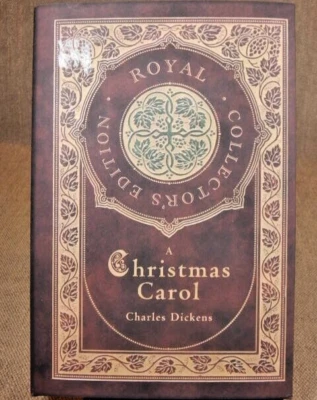 ROYAL
COLLECTOR'S EDITION
A
Christmas
Carol
Charles Dickens